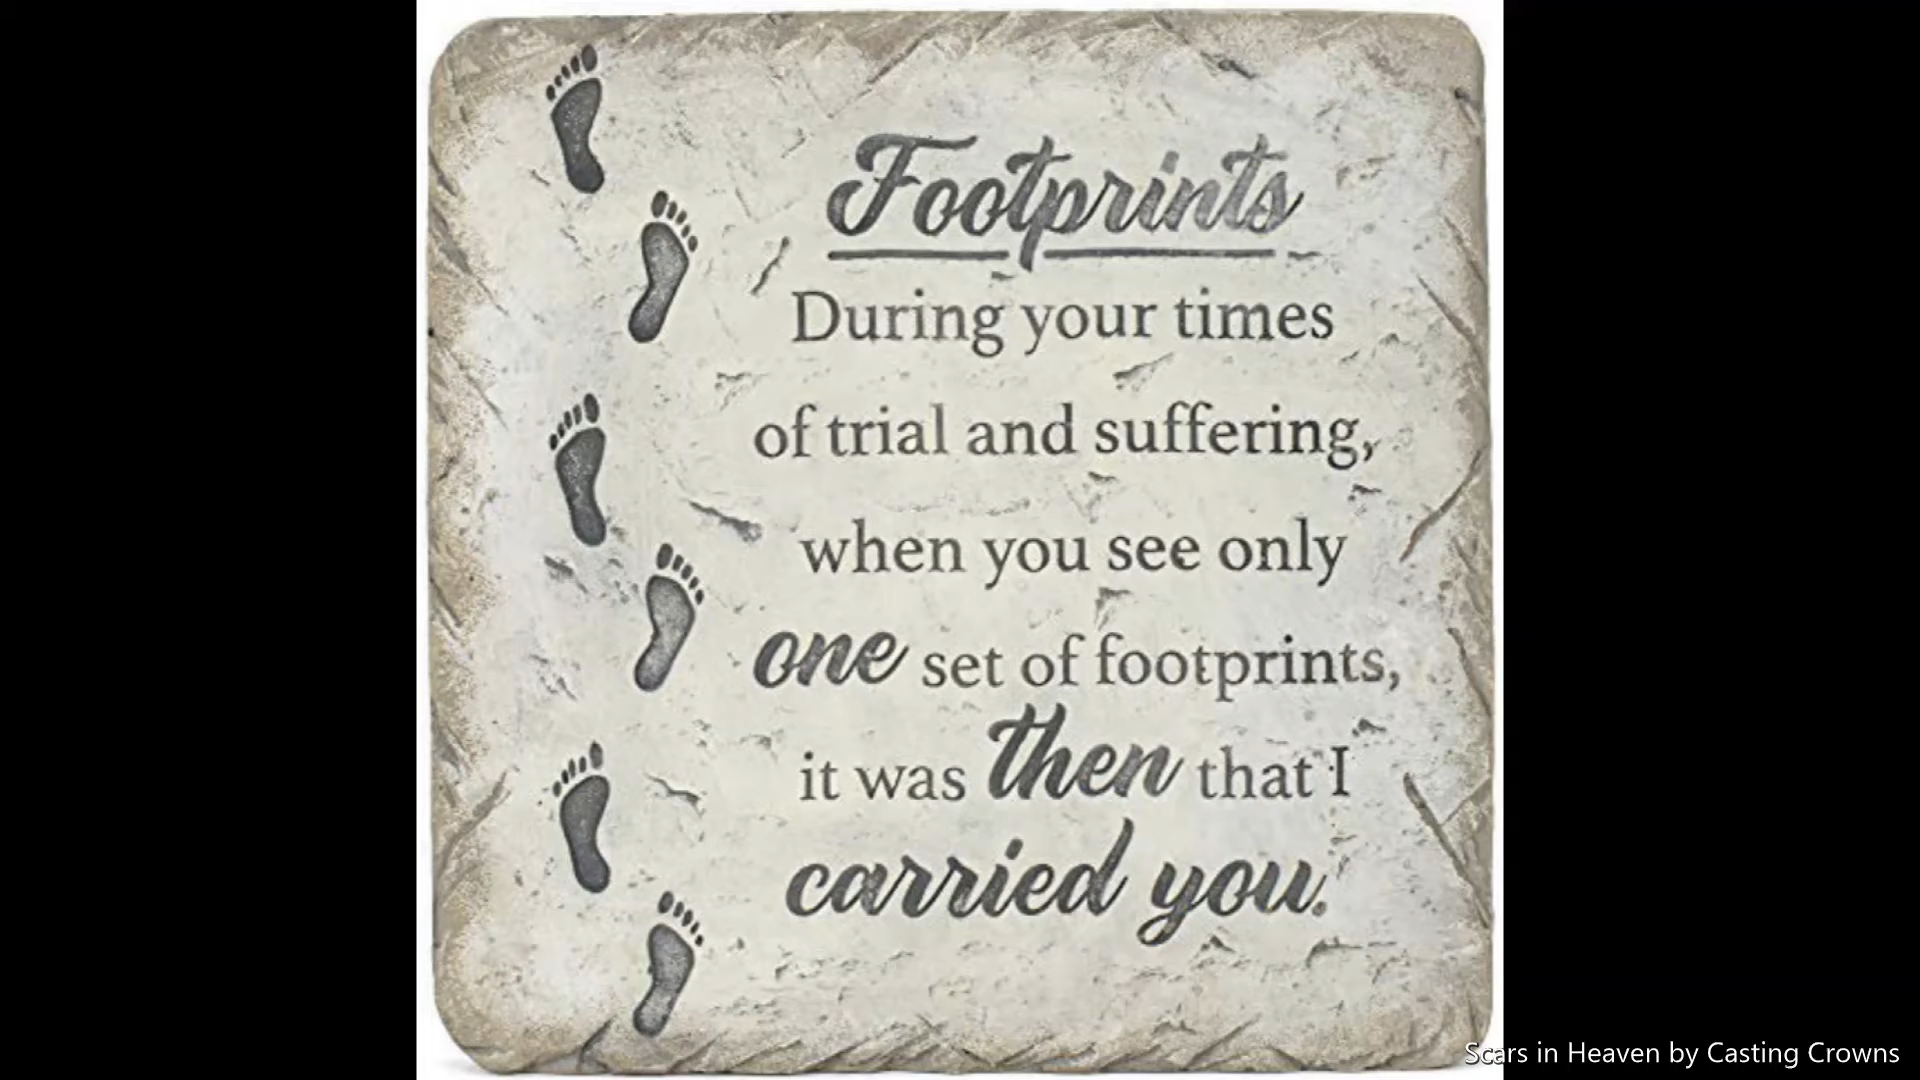 Footprints
During your times
of trial and suffering,
when you see only
one set of footprints,
it was then that I
carried you.
Scars in Heaven by Casting Crowns